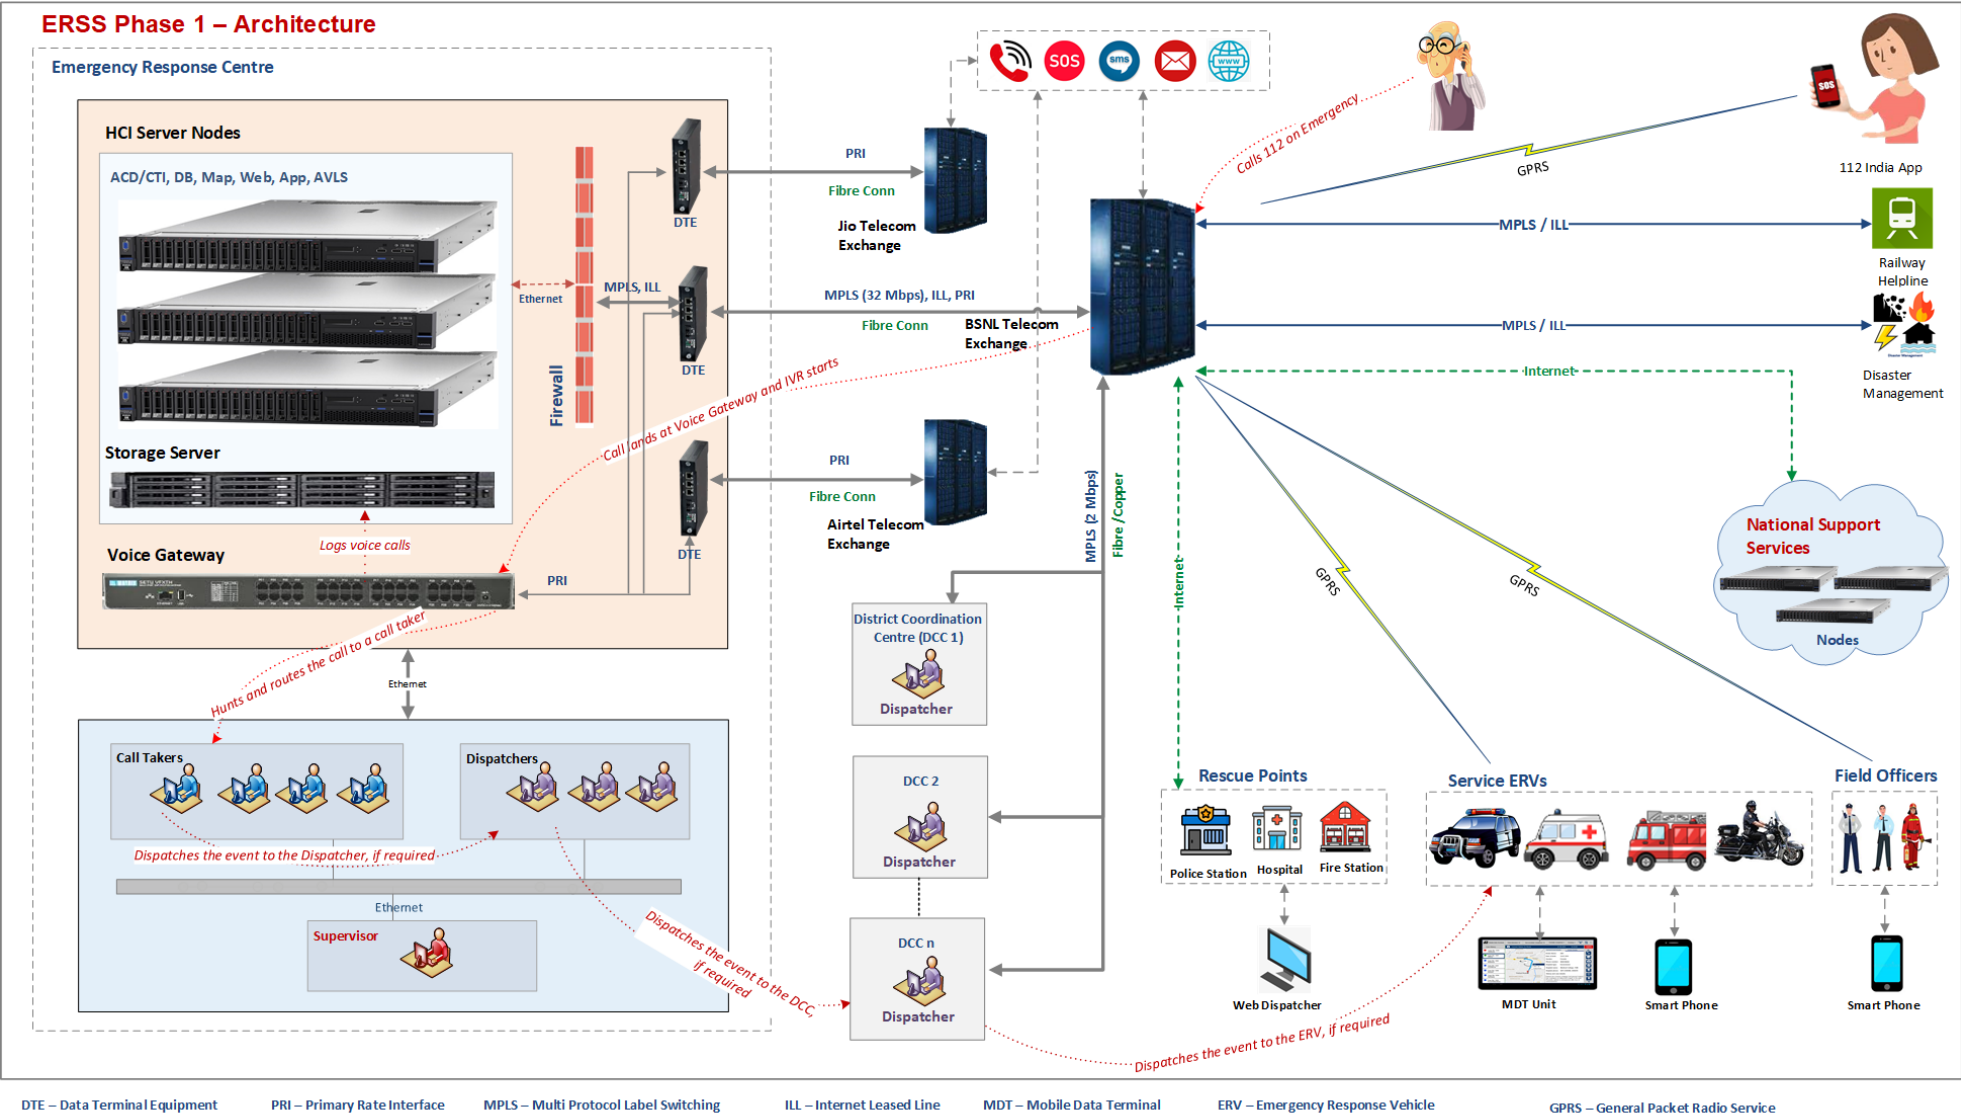 ERSS Phase 1 – Architecture
Emergency Response Centre
HCI Server Nodes
ACD/CTI, DB, Map, Web, App, AVLS
Ethernet
Firewall
MPLS, ILL
DTE
DTE
DTE
Storage Server
Logs voice calls
Voice Gateway
PRI
Hunts and routes the call to a call taker
Ethernet
Call Takers
Dispatchers
Dispatches the event to the Dispatcher, if required
Ethernet
Supervisor
PRI
Fibre Conn
Jio Telecom
Exchange
MPLS (32 Mbps), ILL, PRI
Fibre Conn
BSNL Telecom
Exchange
Call lands at Voice Gateway and IVR starts
PRI
Fibre Conn
Airtel Telecom
Exchange
SOS
sms
www
MPLS (2 Mbps)
Fibre /Copper
District Coordination
Centre (DCC 1)
Dispatcher
DCC 2
Dispatcher
DCC n
Dispatcher
Dispatches the event to the DCC,
if required
Dispatches the event to the ERV, if required
Calls 112 on Emergency
GPRS
SOS
112 India App
MPLS / ILL
Railway
Helpline
MPLS / ILL
Disaster
Management
Internet
Internet
GPRS
GPRS
National Support
Services
Nodes
Rescue Points
Police Station
Hospital
Fire Station
Web Dispatcher
Service ERVs
MDT Unit
Smart Phone
Field Officers
Smart Phone
DTE – Data Terminal Equipment
PRI – Primary Rate Interface
MPLS – Multi Protocol Label Switching
ILL – Internet Leased Line
MDT – Mobile Data Terminal
ERV – Emergency Response Vehicle
GPRS – General Packet Radio Service